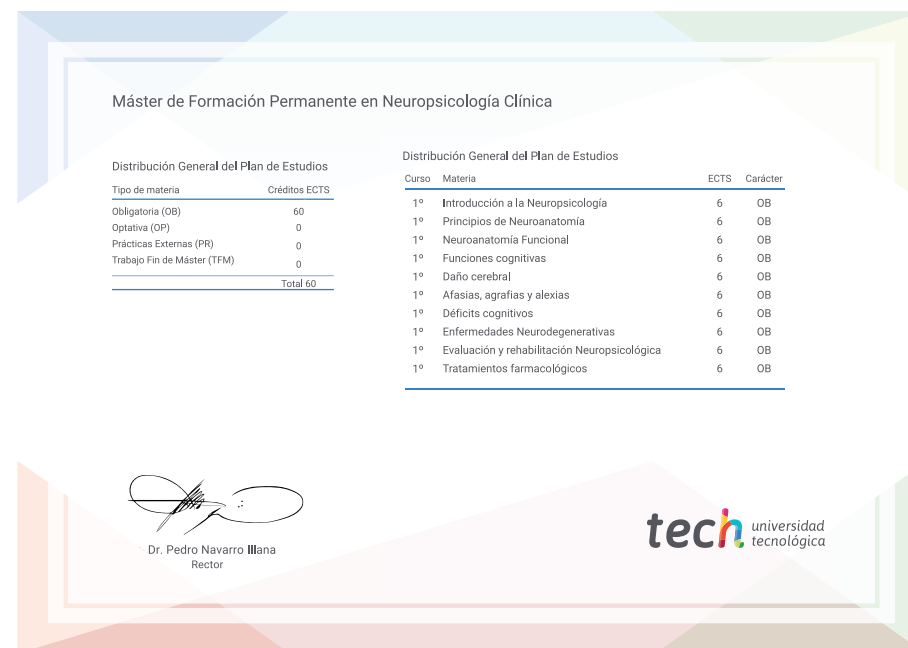 Máster de Formación Permanente en Neuropsicología Clínica
Distribución General del Plan de Estudios
Tipo de materia Créditos ECTS
Obligatoria (OB) 60
Optativa (OP) 0
Prácticas Externas (PR) 0
Trabajo Fin de Máster (TFM) 0
Total 60
Distribución General del Plan de Estudios
Curso Materia ECTS Carácter
1º Introducción a la Neuropsicología 6 OB
1º Principios de Neuroanatomía 6 OB
1º Neuroanatomía Funcional 6 OB
1º Funciones cognitivas 6 OB
1º Daño cerebral 6 OB
1º Afasias, agrafias y alexias 6 OB
1º Déficits cognitivos 6 OB
1º Enfermedades Neurodegenerativas 6 OB
1º Evaluación y rehabilitación Neuropsicológica 6 OB
1º Tratamientos farmacológicos 6 OB
Dr. Pedro Navarro Illana
Rector
tech universidad
tecnológica